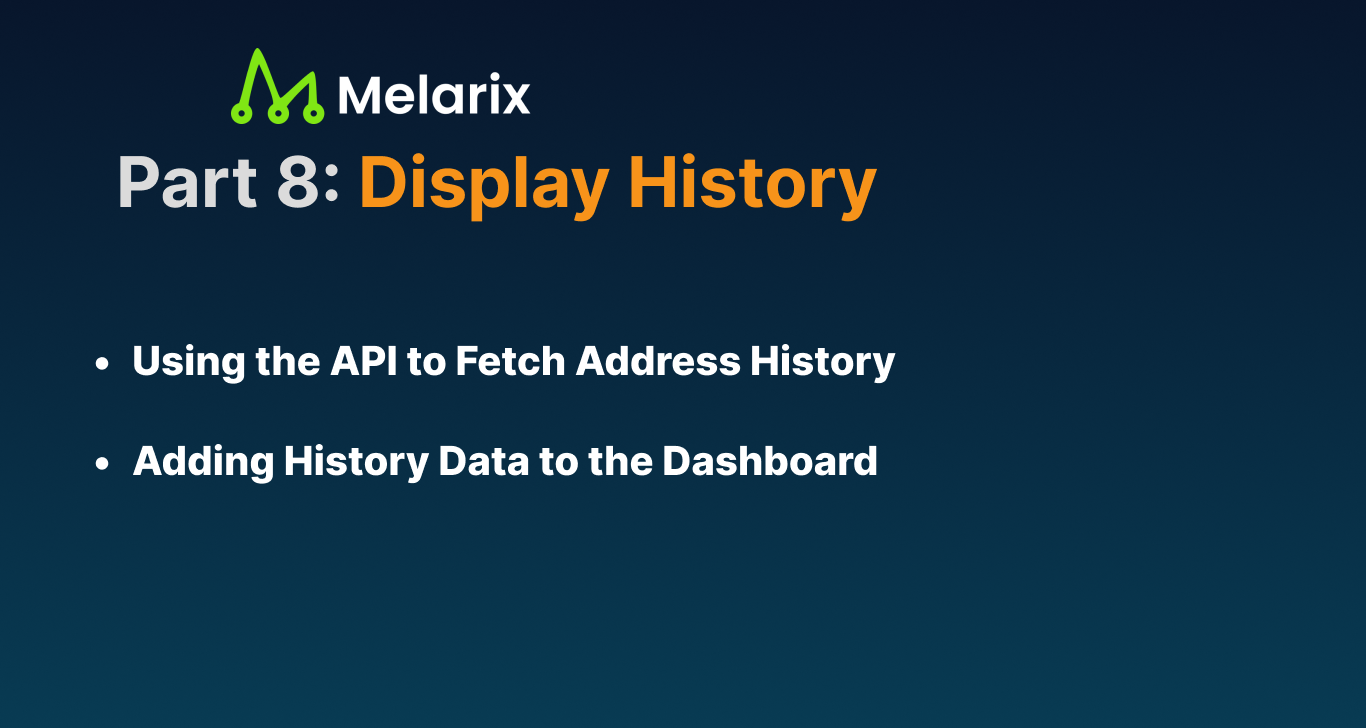 Melarix
Part 8: Display History
• Using the API to Fetch Address History
• Adding History Data to the Dashboard